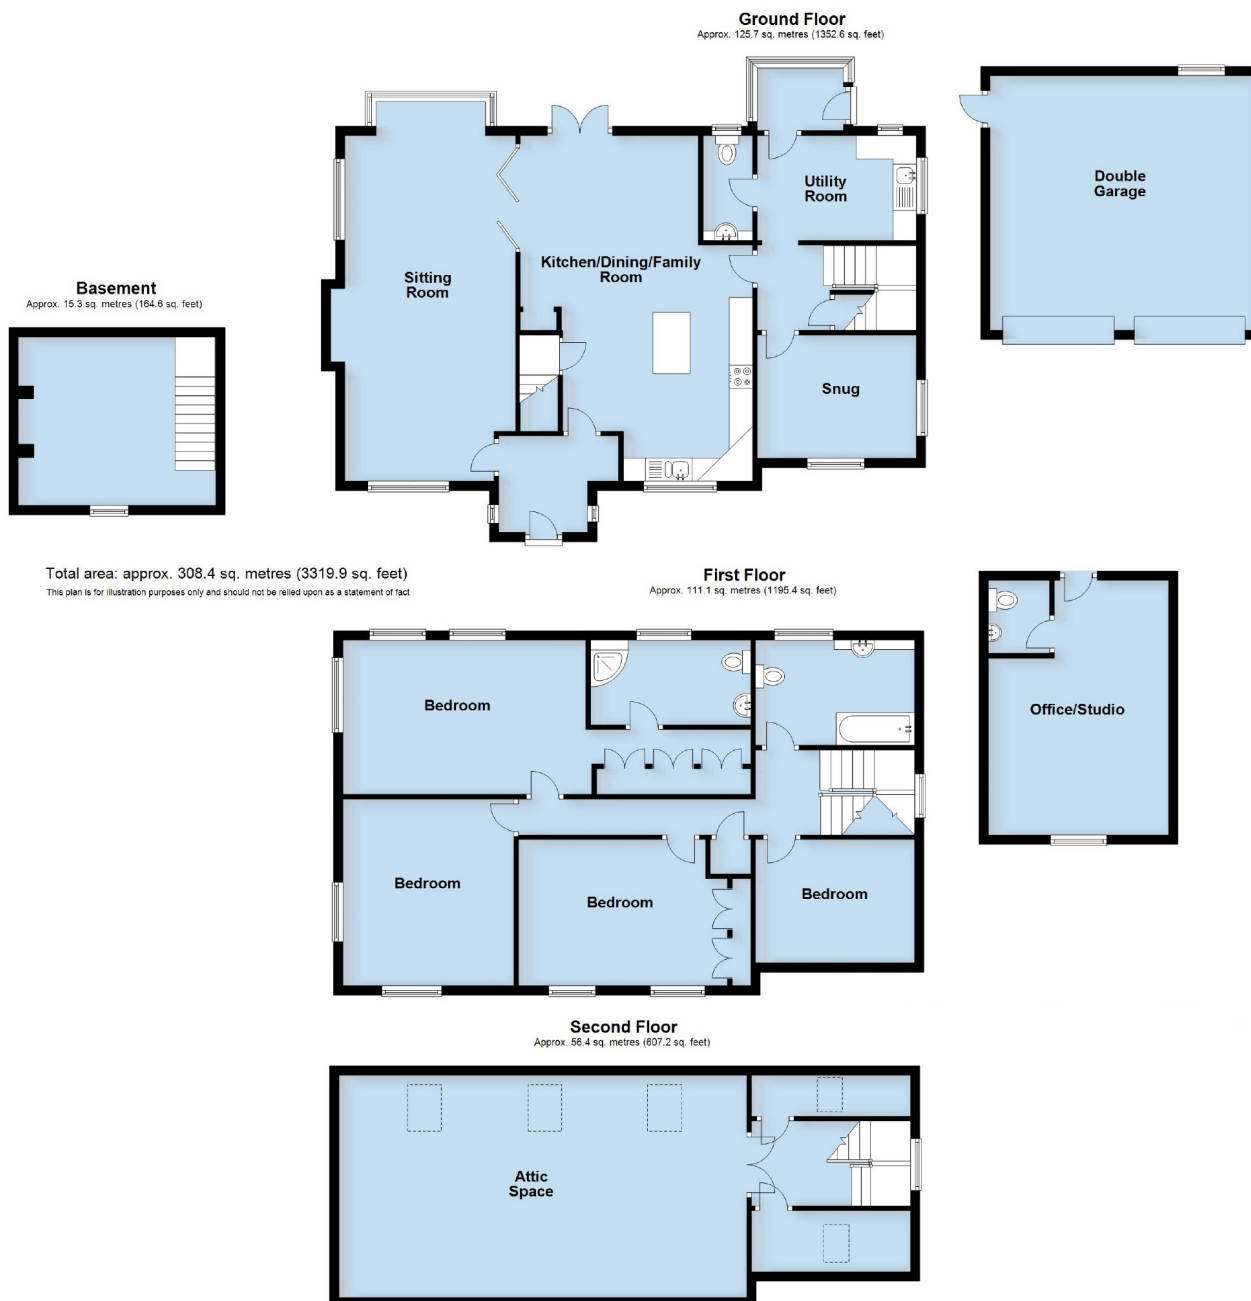 Ground Floor
Approx. 125.7 sq. metres (1352.6 sq. feet)
Double
Garage
Utility
Room
Kitchen/Dining/Family
Room
Sitting
Room
Basement
Approx. 15.3 sq. metres (164.6 sq. feet)
Snug
Total area: approx. 308.4 sq. metres (3319.9 sq. feet)
This plan is for illustration purposes only and should not be relied upon as a statement of fact
First Floor
Approx. 111.1 sq. metres (1195.4 sq. feet)
Bedroom
Office/Studio
Bedroom
Bedroom
Bedroom
Second Floor
Approx. 56.4 sq. metres (607.2 sq. feet)
Attic
Space